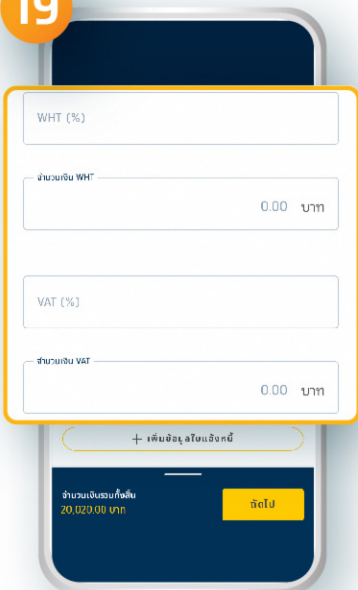 19
WHT (%)
จำนวนเงิน WHT
0.00 บาท
VAT (%)
จำนวนเงิน VAT
0.00 บาท
+ เพิ่มข้อมูลใบแจ้งหนี้
จำนวนเงินรวมทั้งสิ้น
20,020.00 บาท
ถัดไป